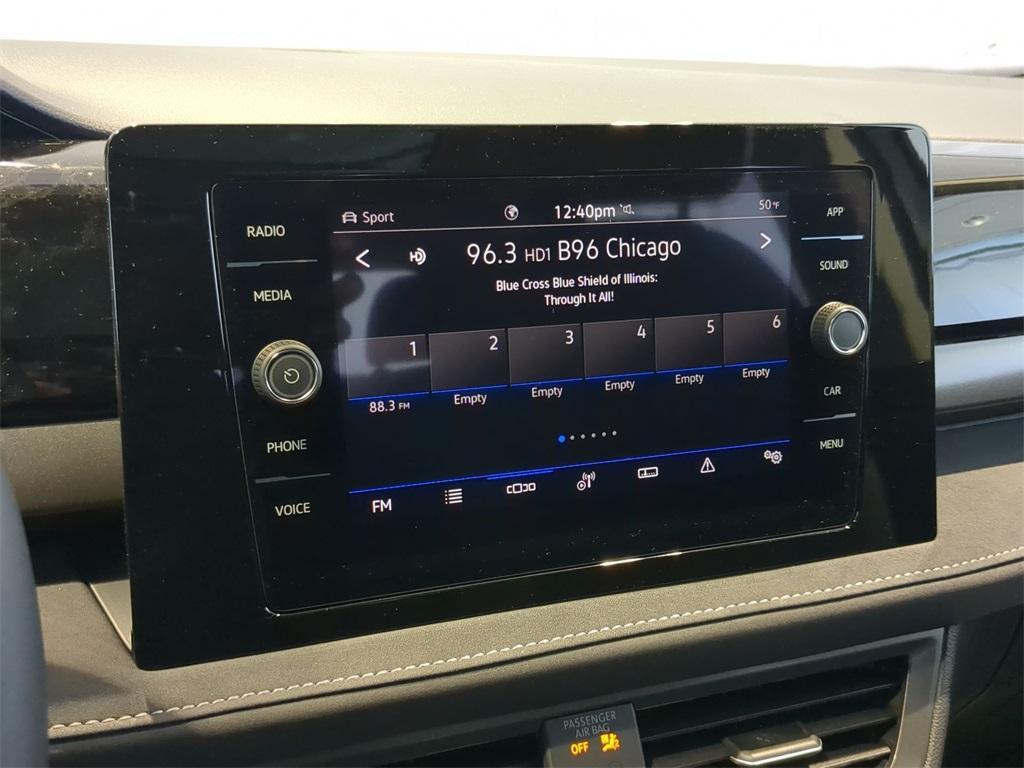 RADIO
MEDIA
PHONE
VOICE
Sport
12:40pm
50°F
HD
96.3 HD1 B96 Chicago
Blue Cross Blue Shield of Illinois:
Through It All!
1 2 3 4 5 6
88.3 FM Empty Empty Empty Empty Empty
FM
APP
SOUND
CAR
MENU
PASSENGER
AIR BAG
OFF